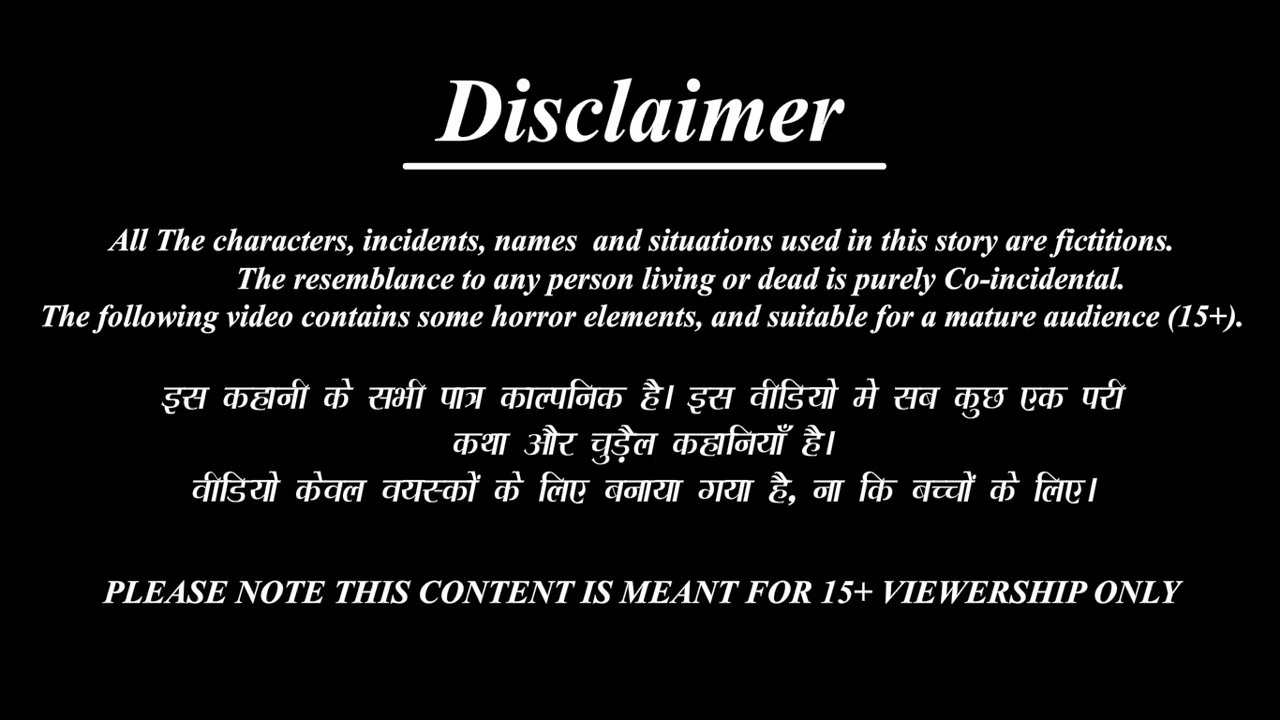 Disclaimer
All The characters, incidents, names and situations used in this story are fictitions.
The resemblance to any person living or dead is purely Co-incidental.
The following video contains some horror elements, and suitable for a mature audience (15+).
इस कहानी के सभी पात्र काल्पनिक है। इस वीडियो मे सब कुछ एक परी
कथा और चुड़ैल कहानियाँ है।
वीडियो केवल वयस्कों के लिए बनाया गया है, ना कि बच्चों के लिए।
PLEASE NOTE THIS CONTENT IS MEANT FOR 15+ VIEWERSHIP ONLY